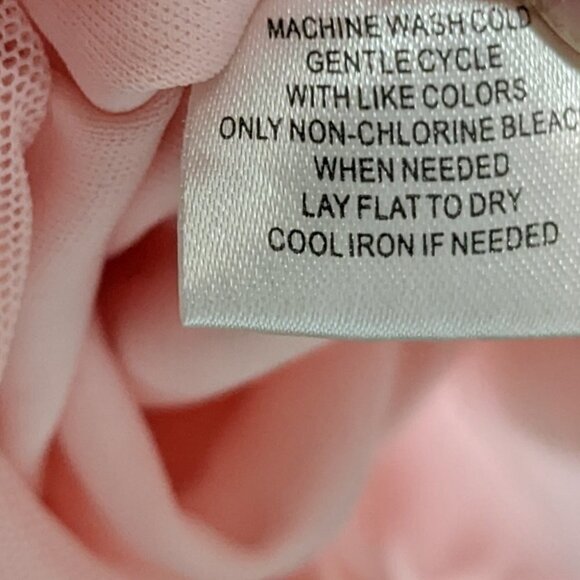 MACHINE WASH COLD
GENTLE CYCLE
WITH LIKE COLORS
ONLY NON-CHLORINE BLEAC
WHEN NEEDED
LAY FLAT TO DRY
COOL IRON IF NEEDED